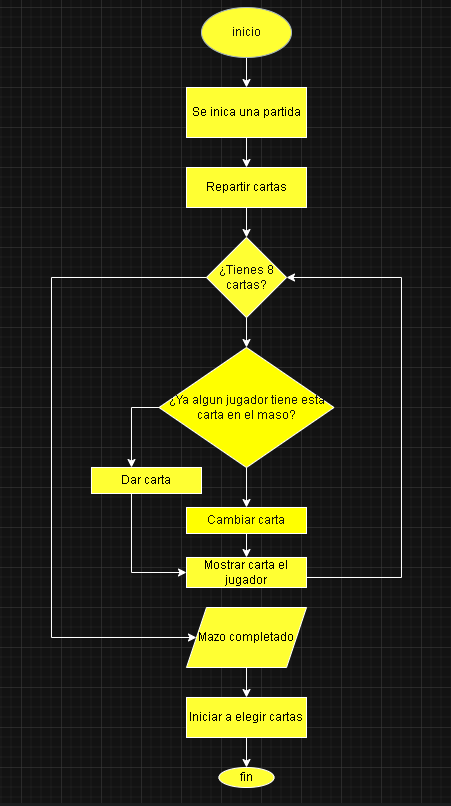 inicio
Se inica una partida
Repartir cartas
¿Tienes 8
cartas?
¿Ya algun jugador tiene esta
carta en el maso?
Dar carta
Cambiar carta
Mostrar carta el
jugador
Mazo completado
Iniciar a elegir cartas
fin